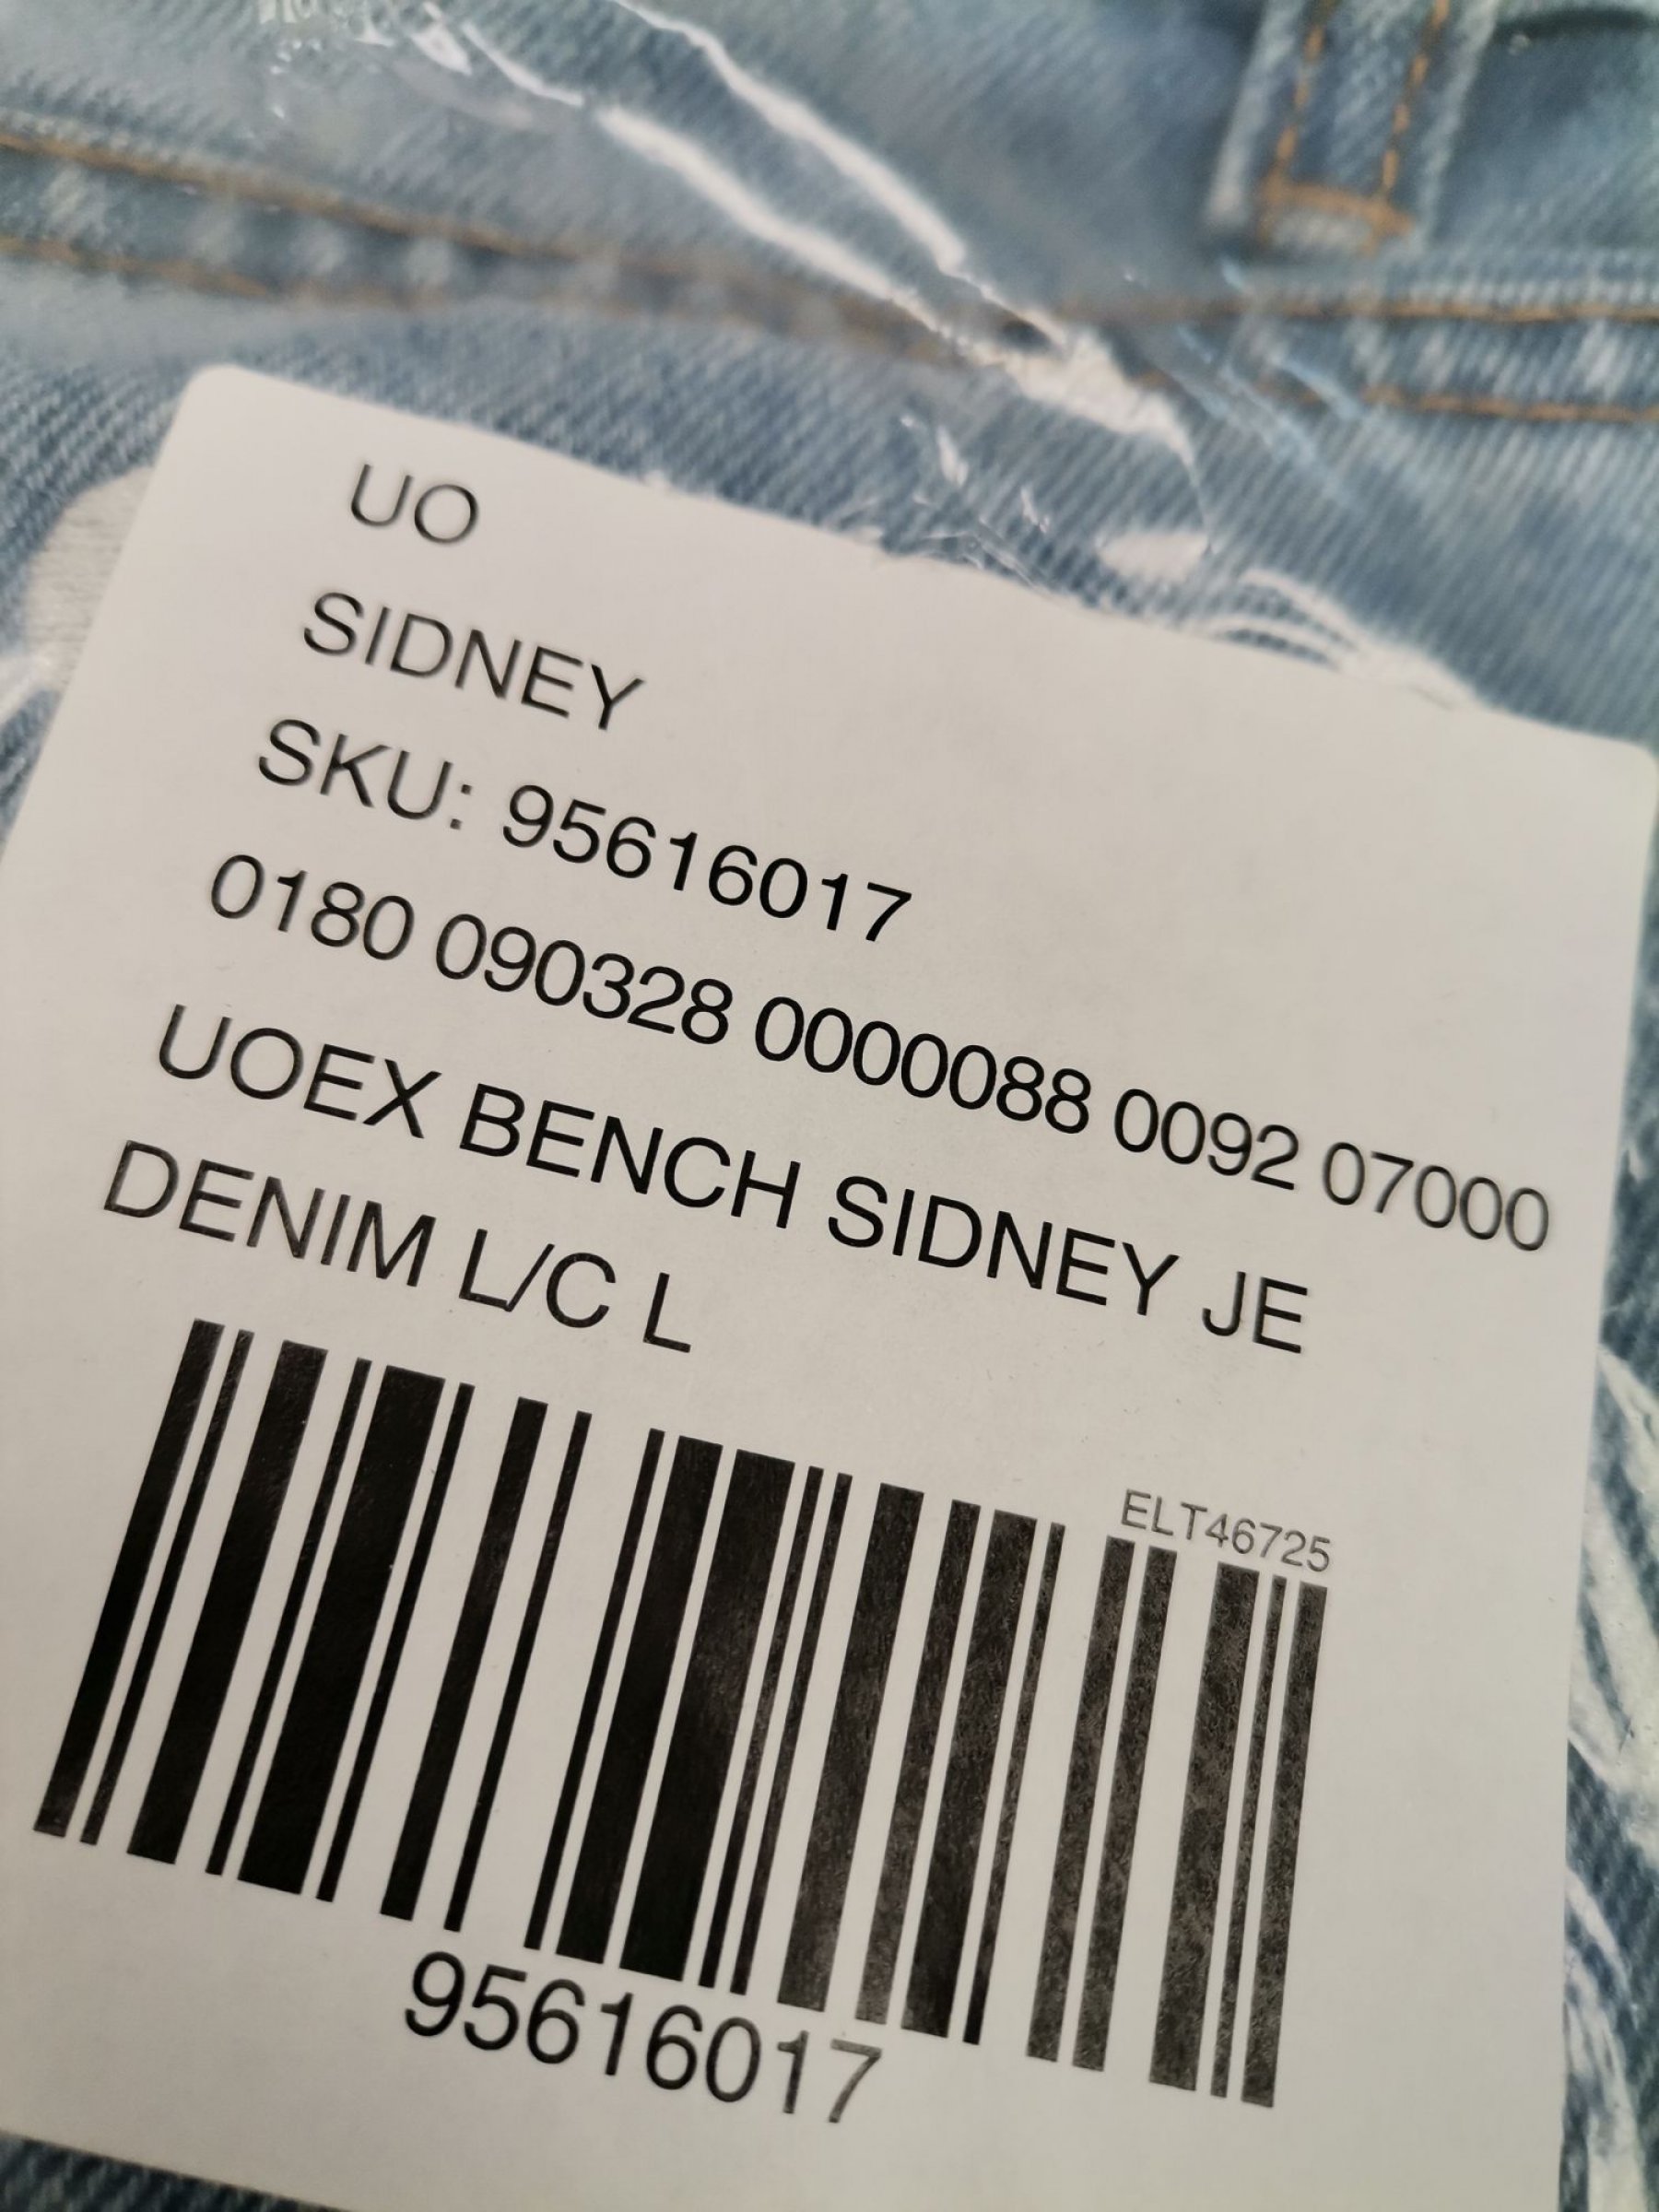 UO
SIDNEY
SKU: 95616017
0180 090328 0000088 0092 07000
UOEX BENCH SIDNEY JE
DENIM L/C L
ELT46725
95616017